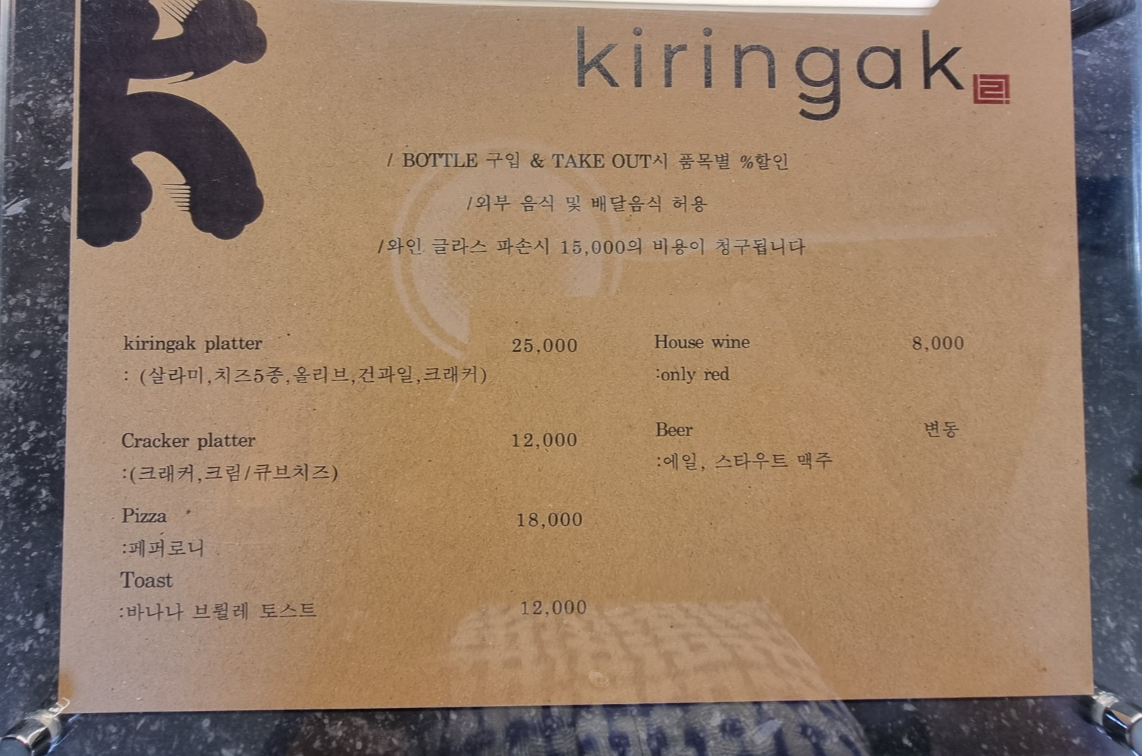 kiringak
/ BOTTLE 구입 & TAKE OUT시 품목별 %할인
/외부 음식 및 배달음식 허용
/와인 글라스 파손시 15,000의 비용이 청구됩니다
kiringak platter 25,000
: (살라미,치즈5종,올리브,건과일,크래커)
Cracker platter 12,000
:(크래커,크림/큐브치즈)
Pizza 18,000
:페퍼로니
Toast
:바나나 브륄레 토스트 12,000
House wine 8,000
:only red
Beer 변동
:에일, 스타우트 맥주